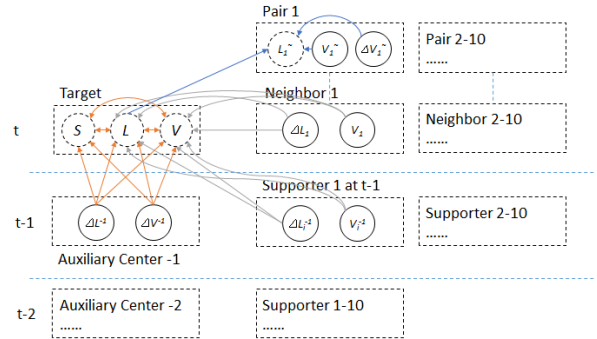 Pair 1
L₁~ V₁~ ΔV₁~
Pair 2-10
......
Target
Neighbor 1
Neighbor 2-10
......
t
S L V
ΔL₁ V₁
Supporter 1 at t-1
Supporter 2-10
......
t-1
ΔL⁻¹ ΔV⁻¹
ΔLᵢ⁻¹ Vᵢ⁻¹
Auxiliary Center -1
t-2
Auxiliary Center -2
......
Supporter 1-10
......